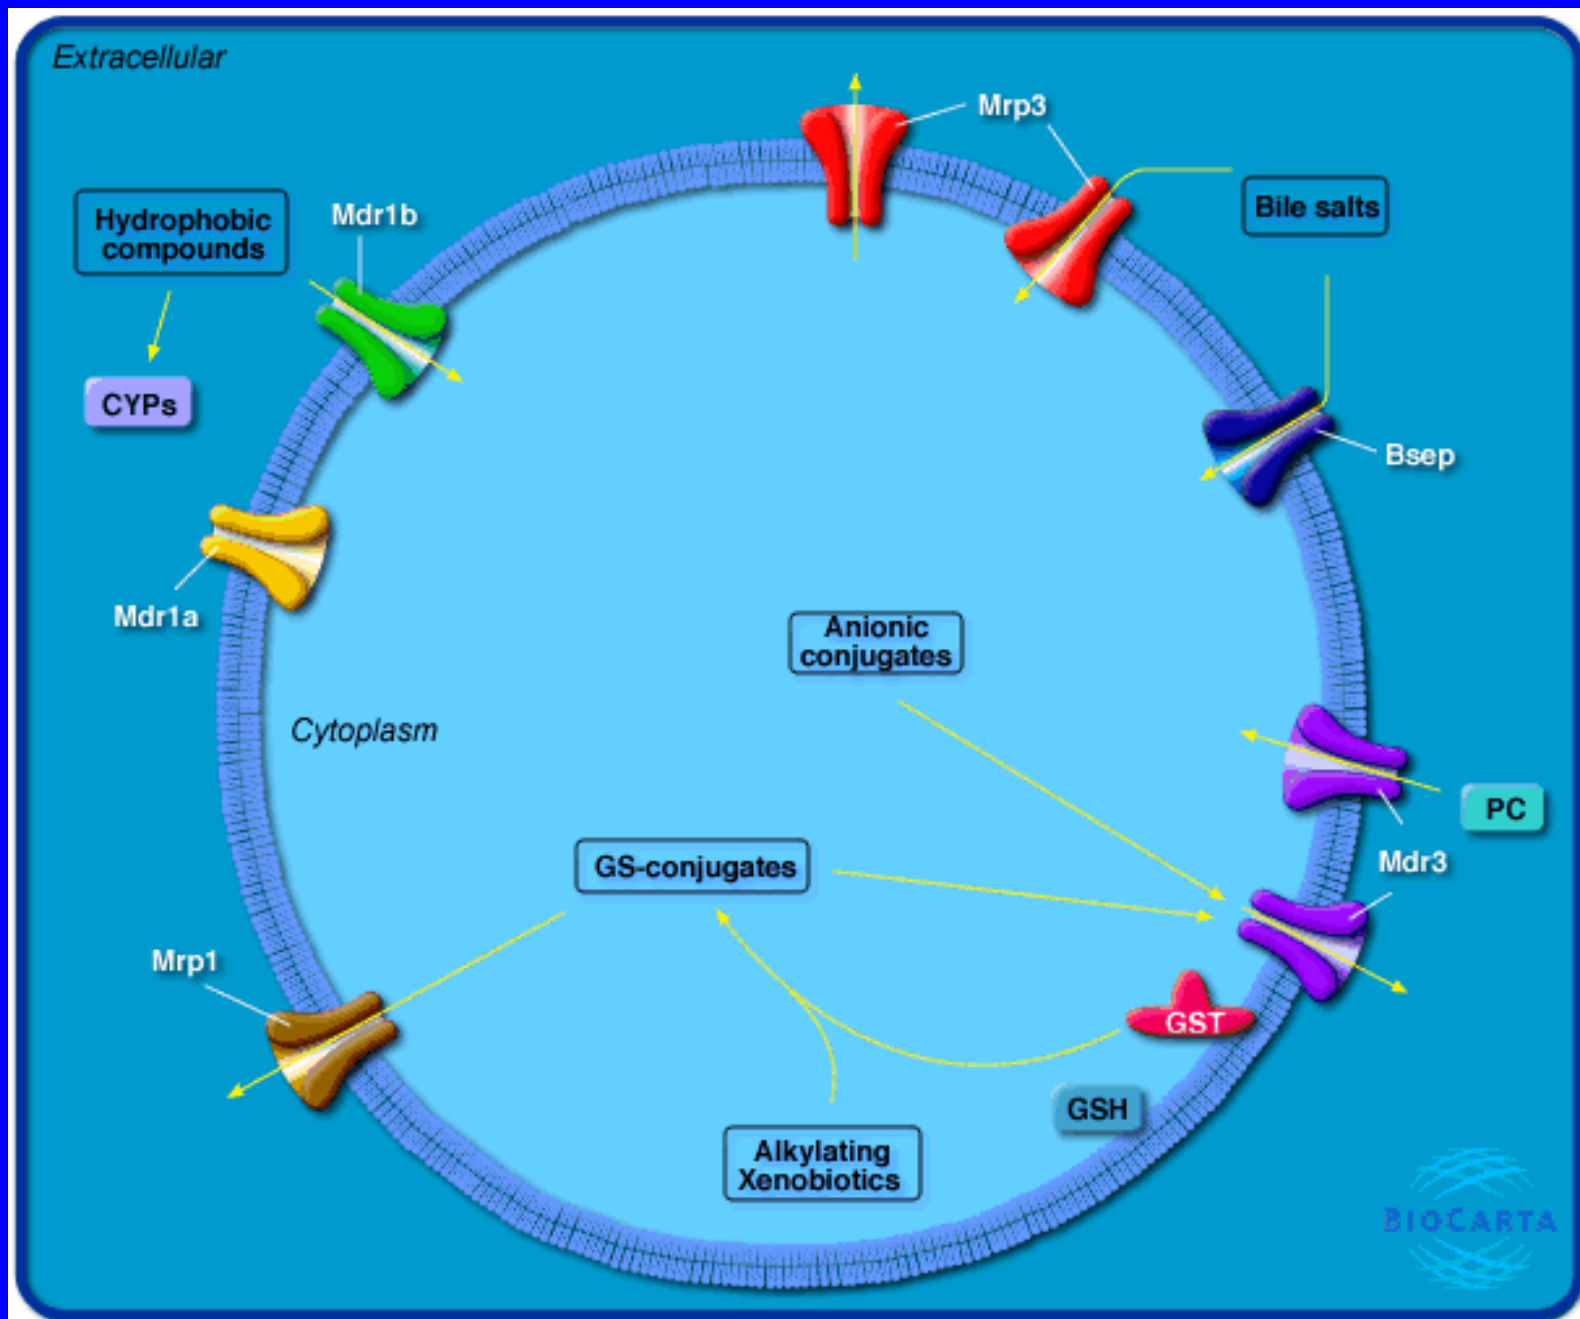 Extracellular
Mrp3
Hydrophobic
compounds
Mdr1b
Bile salts
CYPs
Bsep
Mdr1a
Anionic
conjugates
Cytoplasm
PC
GS-conjugates
Mdr3
Mrp1
GST
GSH
Alkylating
Xenobiotics
BIOCARTA